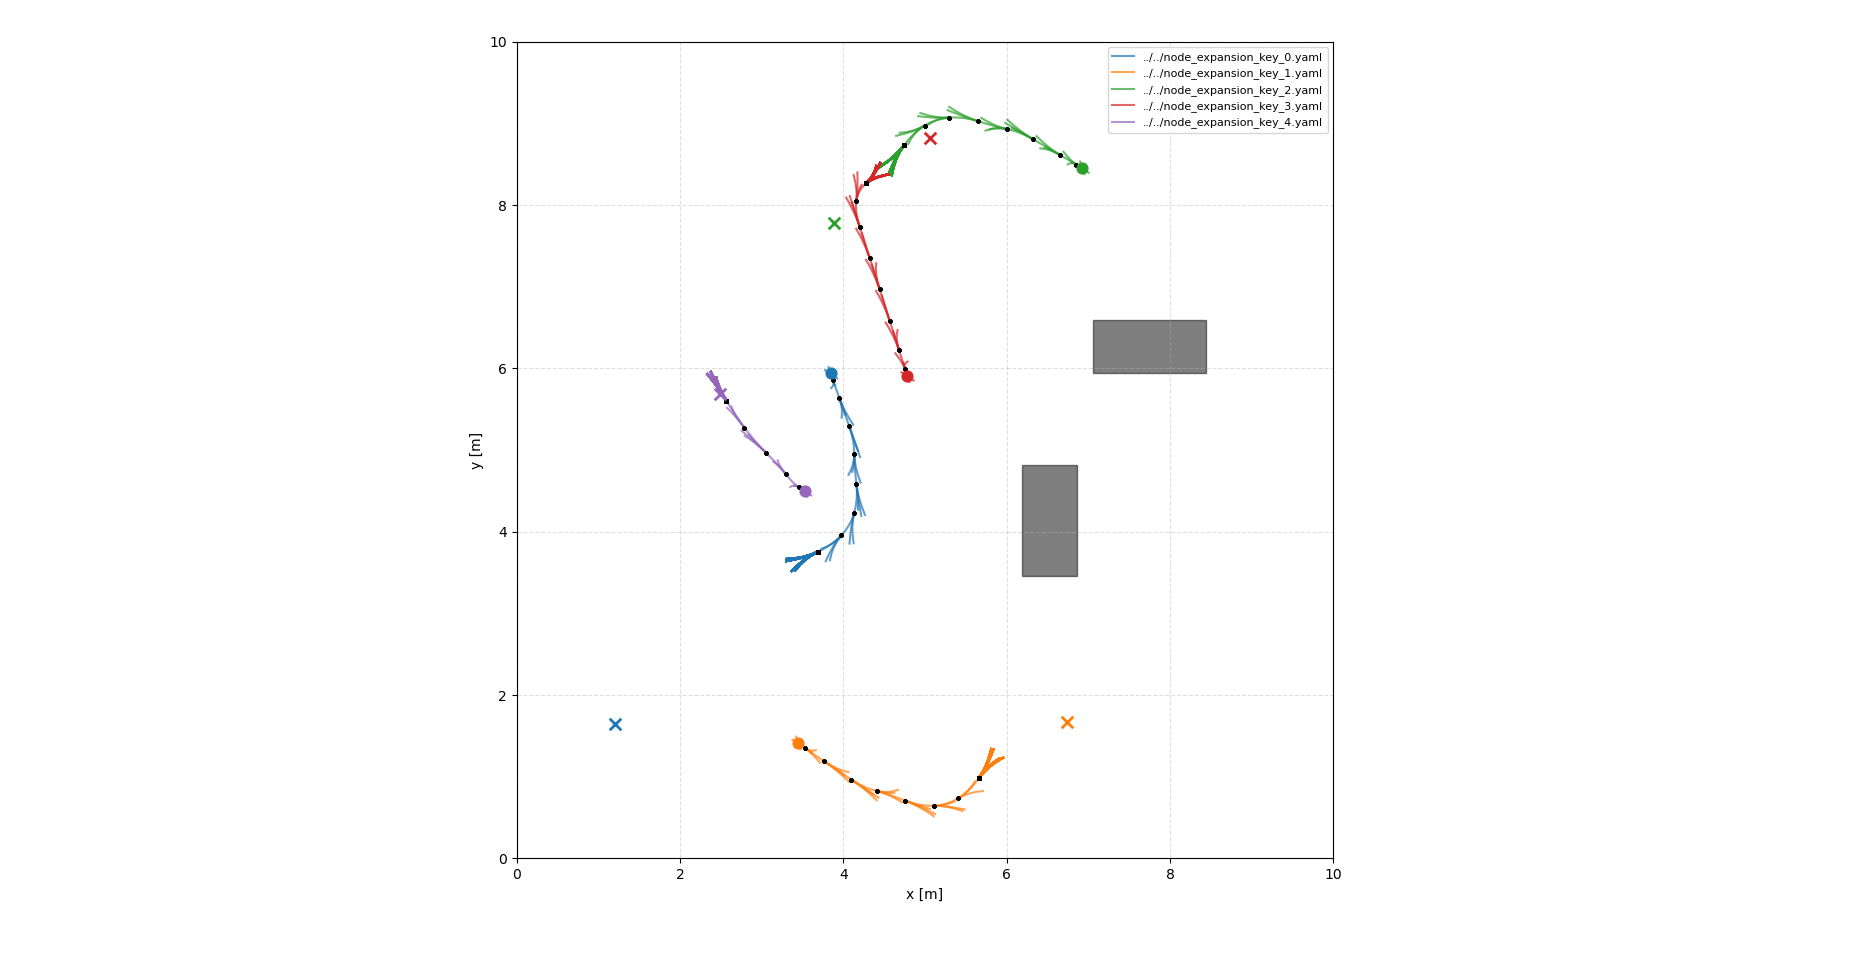 10
../../node_expansion_key_0.yaml
../../node_expansion_key_1.yaml
../../node_expansion_key_2.yaml
../../node_expansion_key_3.yaml
../../node_expansion_key_4.yaml
8
6
y [m]
4
2
0
0 2 4 6 8 10
x [m]